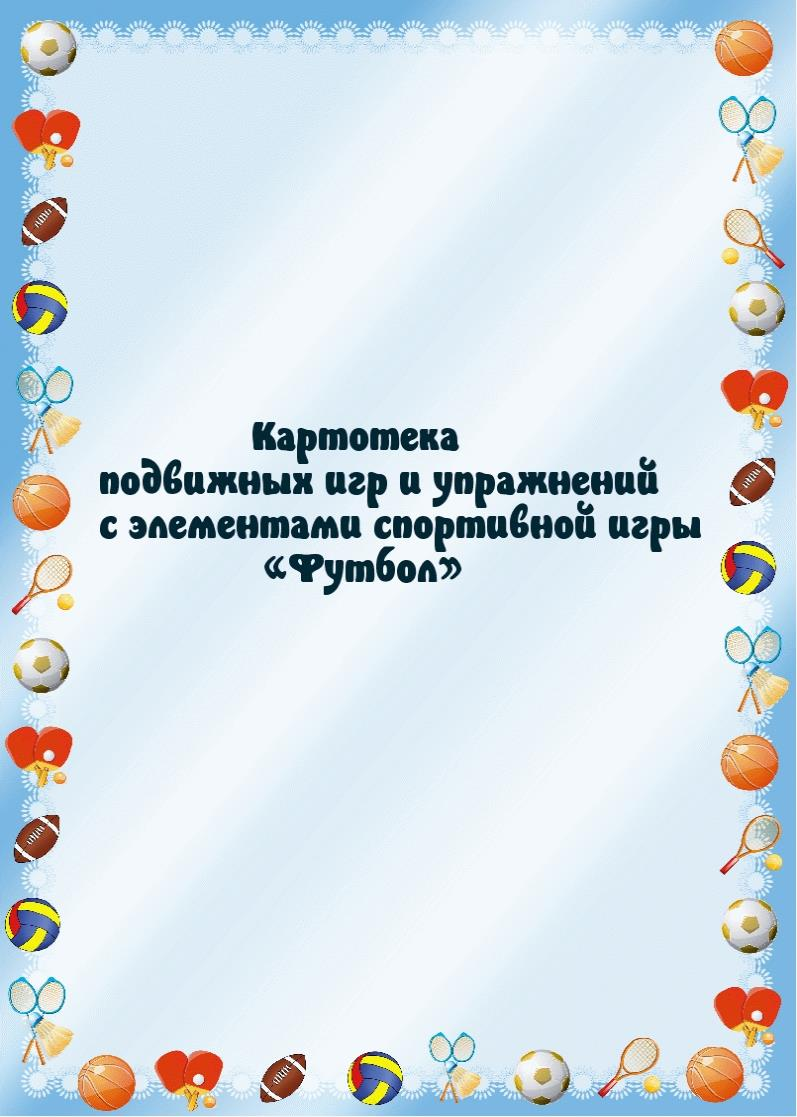 Картотека
подвижных игр и упражнений
с элементами спортивной игры
«Футбол»